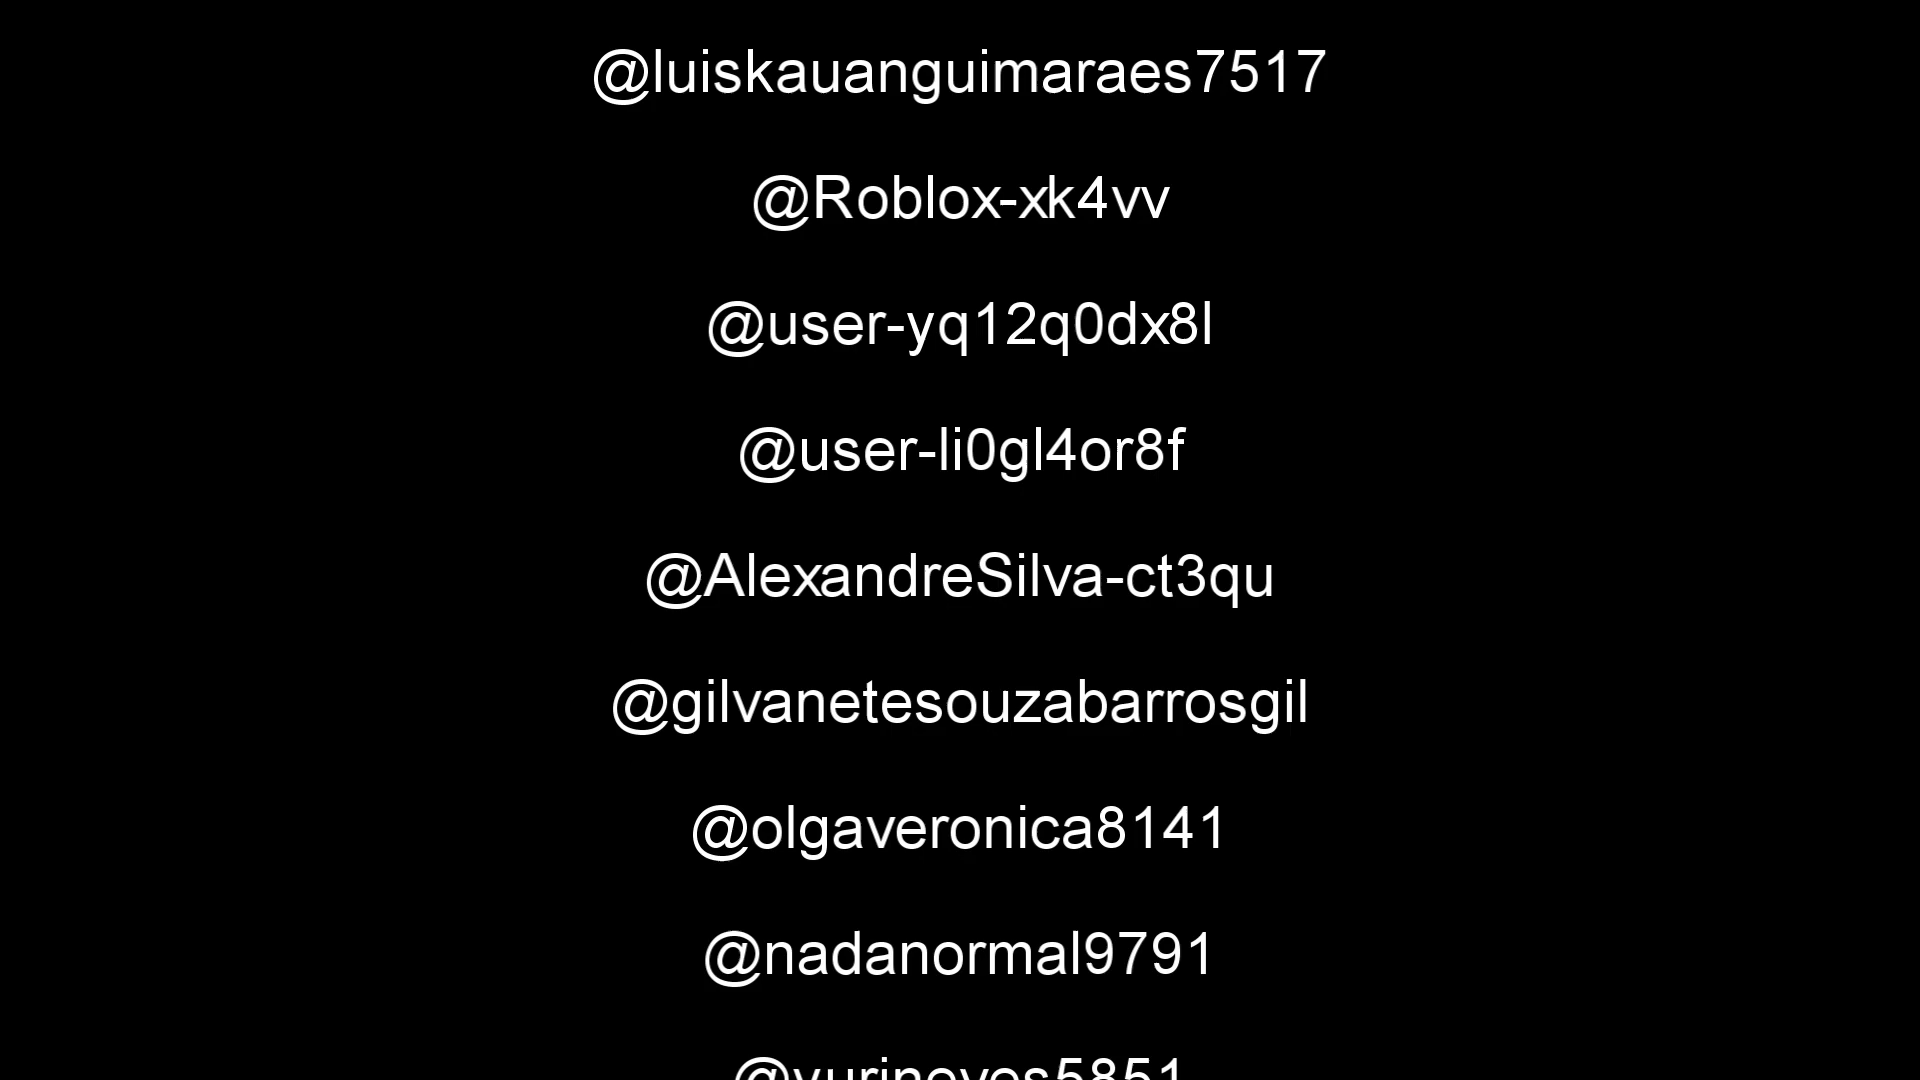 @luiskauanguimaraes7517
@Roblox-xk4vv
@user-yq12q0dx8l
@user-li0gl4or8f
@AlexandreSilva-ct3qu
@gilvanetesouzabarrosgil
@olgaveronica8141
@nadanormal9791